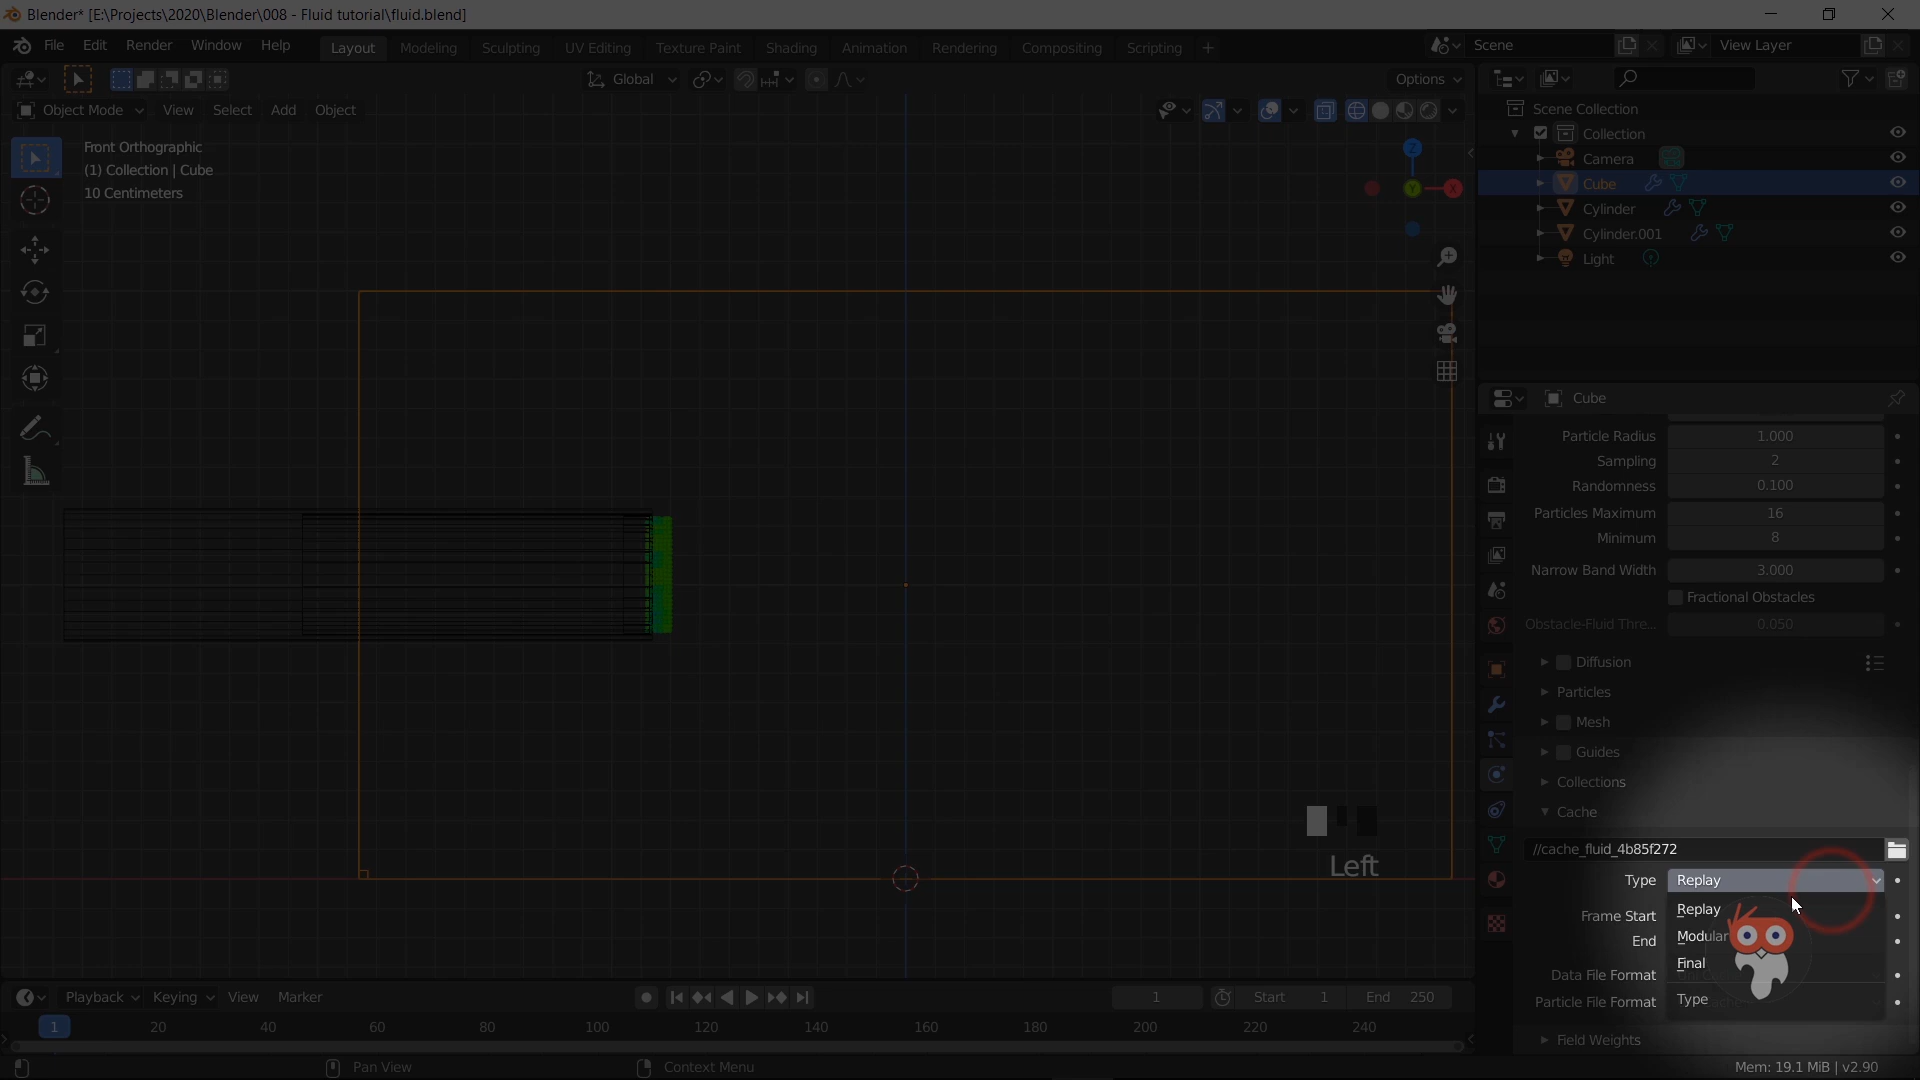 Blender* [E:\Projects\2020\Blender\008 - Fluid tutorial\fluid.blend]
File Edit Render Window Help Layout Modeling Sculpting UV Editing Texture Paint Shading Animation Rendering Compositing Scripting + Scene View Layer
Global Options
Object Mode View Select Add Object
Front Orthographic
(1) Collection | Cube
10 Centimeters
Z
Y
X
Scene Collection
Collection
Camera
Cube
Cylinder
Cylinder.001
Light
Cube
Particle Radius 1.000
Sampling 2
Randomness 0.100
Particles Maximum 16
Minimum 8
Narrow Band Width 3.000
Fractional Obstacles
Obstacle-Fluid Thre... 0.050
Diffusion
Particles
Mesh
Guides
Collections
Cache
//cache_fluid_4b85f272
Type Replay
Replay
Frame Start
Modular
End
Final
Data File Format
Type
Particle File Format
Field Weights
Left
Playback Keying View Marker 1 Start 1 End 250
1 20 40 60 80 100 120 140 160 180 200 220 240
Pan View Context Menu Mem: 19.1 MiB | v2.90